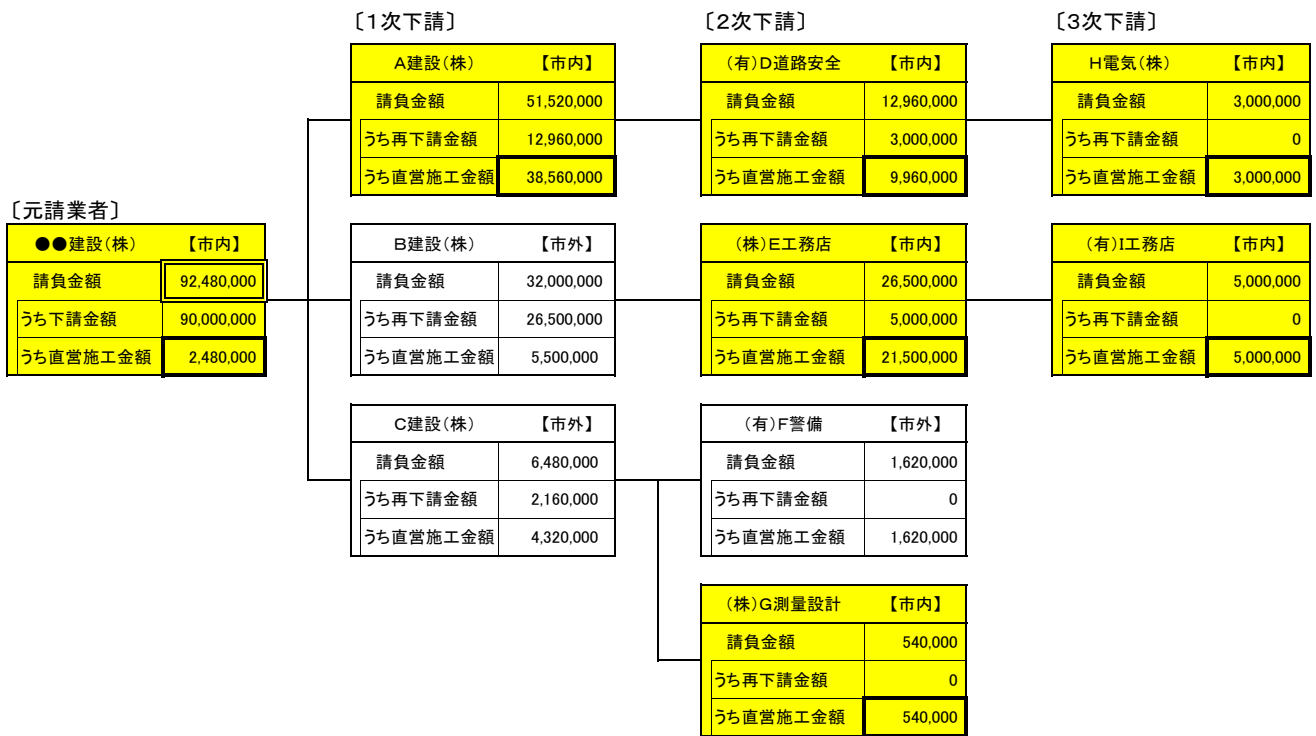 〔1次下請〕
〔2次下請〕
〔3次下請〕
A建設(株) 【市内】
請負金額 51,520,000
うち再下請金額 12,960,000
うち直営施工金額 38,560,000
(有)D道路安全 【市内】
請負金額 12,960,000
うち再下請金額 3,000,000
うち直営施工金額 9,960,000
H電気(株) 【市内】
請負金額 3,000,000
うち再下請金額 0
うち直営施工金額 3,000,000
〔元請業者〕
●●建設(株) 【市内】
請負金額 92,480,000
うち下請金額 90,000,000
うち直営施工金額 2,480,000
B建設(株) 【市外】
請負金額 32,000,000
うち再下請金額 26,500,000
うち直営施工金額 5,500,000
(株)E工務店 【市内】
請負金額 26,500,000
うち再下請金額 5,000,000
うち直営施工金額 21,500,000
(有)I工務店 【市内】
請負金額 5,000,000
うち再下請金額 0
うち直営施工金額 5,000,000
C建設(株) 【市外】
請負金額 6,480,000
うち再下請金額 2,160,000
うち直営施工金額 4,320,000
(有)F警備 【市外】
請負金額 1,620,000
うち再下請金額 0
うち直営施工金額 1,620,000
(株)G測量設計 【市内】
請負金額 540,000
うち再下請金額 0
うち直営施工金額 540,000